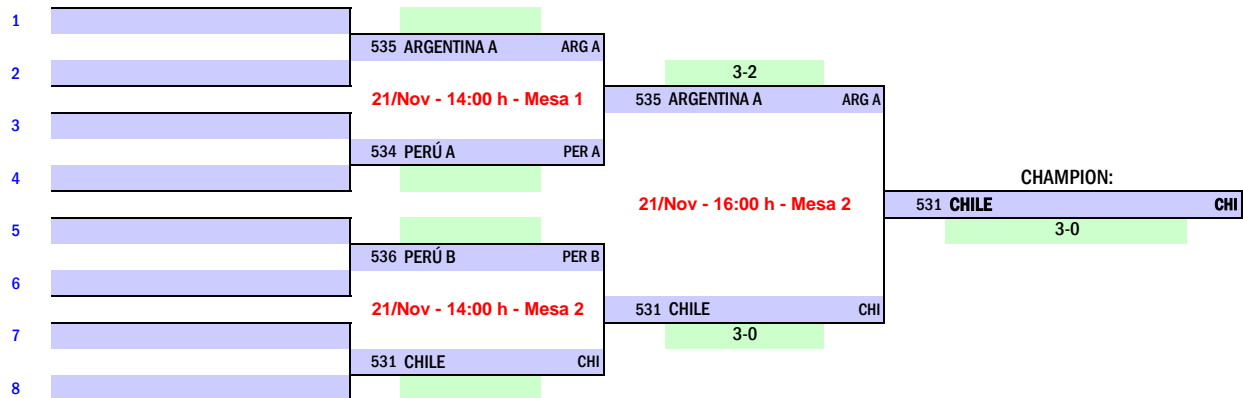 1
535 ARGENTINA A ARG A
2
3-2
21/Nov - 14:00 h - Mesa 1
535 ARGENTINA A ARG A
3
534 PERÚ A PER A
4
CHAMPION:
21/Nov - 16:00 h - Mesa 2
531 CHILE CHI
5
3-0
536 PERÚ B PER B
6
21/Nov - 14:00 h - Mesa 2
531 CHILE CHI
7
3-0
531 CHILE CHI
8